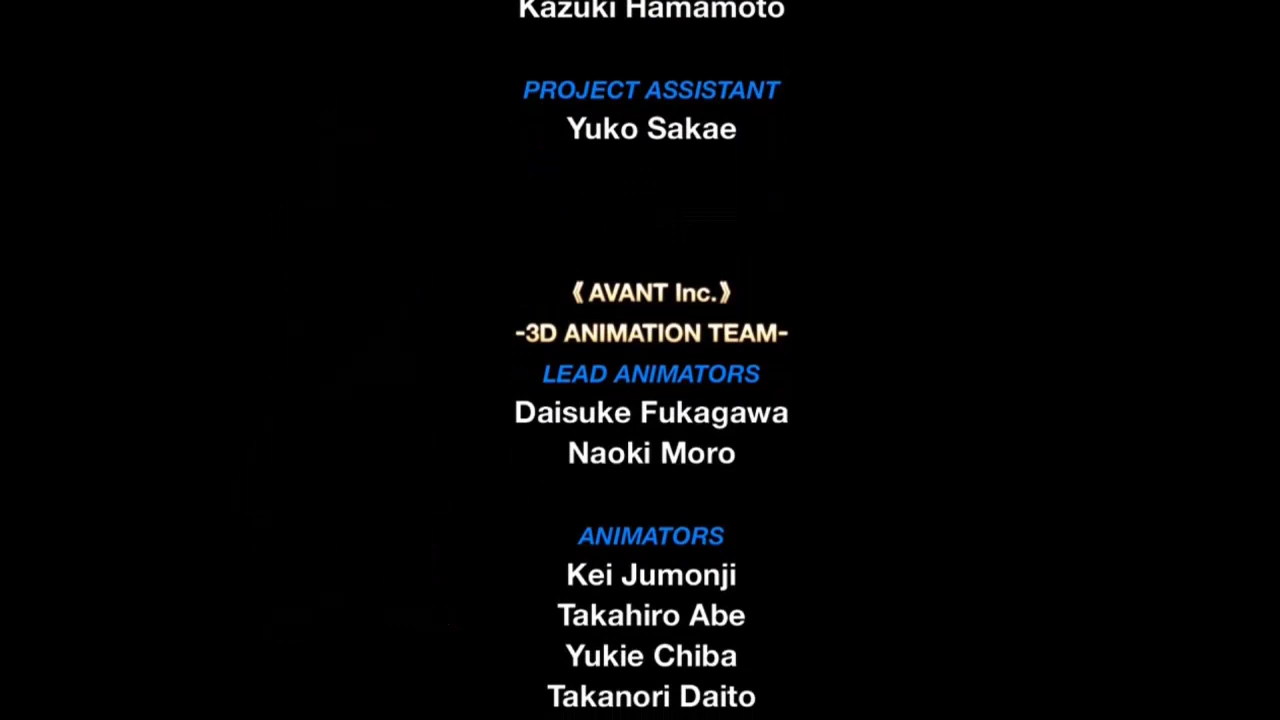 Kazuki Hamamoto
PROJECT ASSISTANT
Yuko Sakae
《 AVANT Inc.》
-3D ANIMATION TEAM-
LEAD ANIMATORS
Daisuke Fukagawa
Naoki Moro
ANIMATORS
Kei Jumonji
Takahiro Abe
Yukie Chiba
Takanori Daito